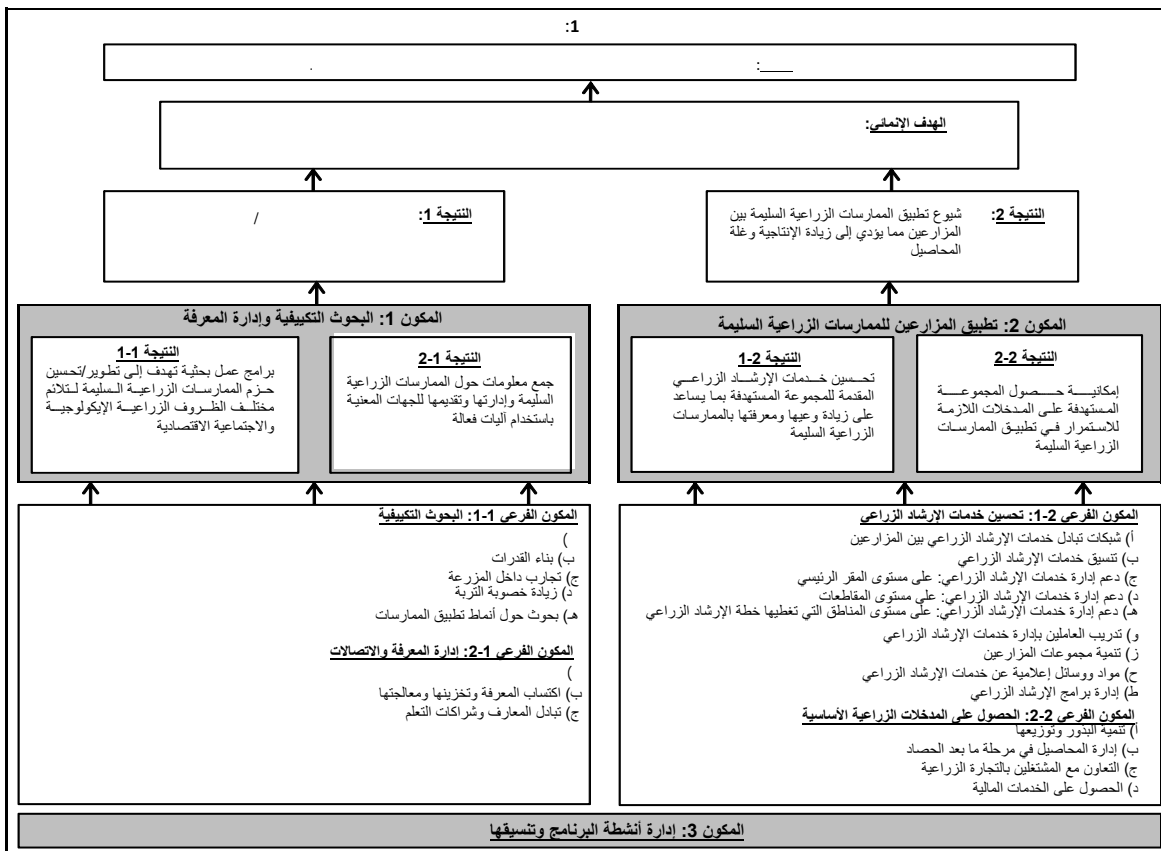 1:
____: .
الهدف الإنمائي:
النتيجة 1: /
النتيجة 2: شيوع تطبيق الممارسات الزراعية السليمة بين
المزارعين مما يؤدي إلى زيادة الإنتاجية وغلة
المحاصيل
المكون 1: البحوث التكييفية وإدارة المعرفة
النتيجة 1-1
برامج عمل بحثية تهدف إلى تطوير/تحسين
حزم الممارسات الزراعية السليمة لتتلائم
مختلف الظروف الزراعية الإيكولوجية
والاجتماعية الاقتصادية
النتيجة 1-2
جمع معلومات حول الممارسات الزراعية
السليمة وإدارتها وتقديمها للجهات المعنية
باستخدام آليات فعالة
المكون 2: تطبيق المزارعين للممارسات الزراعية السليمة
النتيجة 2-1
تحسين خدمات الإرشاد الزراعي
المقدمة للمجموعة المستهدفة بما يساعد
على زيادة وعيها ومعرفتها بالممارسات
الزراعية السليمة
النتيجة 2-2
إمكانية حصول المجموعة
المستهدفة على المدخلات اللازمة
للاستمرار في تطبيق الممارسات
الزراعية السليمة
المكون الفرعي 1-1: البحوث التكييفية
)
ب) بناء القدرات
ج) تجارب داخل المزرعة
د) زيادة خصوبة التربة
هـ) بحوث حول أنماط تطبيق الممارسات
المكون الفرعي 1-2: إدارة المعرفة والاتصالات
)
ب) اكتساب المعرفة وتخزينها ومعالجتها
ج) تبادل المعارف وشراكات التعلم
المكون الفرعي 2-1: تحسين خدمات الإرشاد الزراعي
أ) شبكات تبادل خدمات الإرشاد الزراعي بين المزارعين
ب) تنسيق خدمات الإرشاد الزراعي
ج) دعم إدارة خدمات الإرشاد الزراعي: على مستوى المقر الرئيسي
د) دعم إدارة خدمات الإرشاد الزراعي: على مستوى المقاطعات
هـ) دعم إدارة خدمات الإرشاد الزراعي: على مستوى المناطق التي تغطيها خطة الإرشاد الزراعي
و) تدريب العاملين بإدارة خدمات الإرشاد الزراعي
ز) تنمية مجموعات المزارعين
ح) مواد ووسائل إعلامية عن خدمات الإرشاد الزراعي
ط) إدارة برامج الإرشاد الزراعي
المكون الفرعي 2-2: الحصول على المدخلات الزراعية الأساسية
أ) تنمية البذور وتوزيعها
ب) إدارة المحاصيل في مرحلة ما بعد الحصاد
ج) التعاون مع المشتغلين بالتجارة الزراعية
د) الحصول على الخدمات المالية
المكون 3: إدارة أنشطة البرنامج وتنسيقها